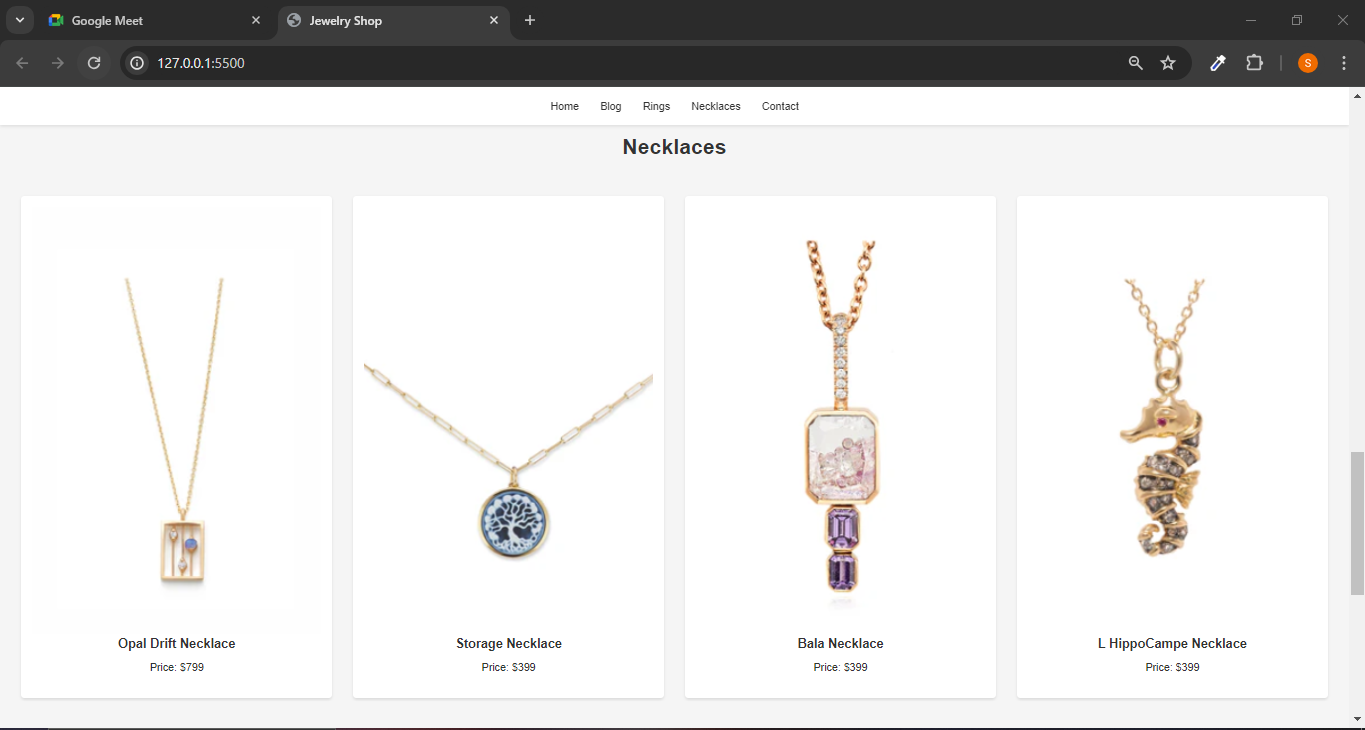 Google Meet
Jewelry Shop
127.0.0.1:5500
S
Home Blog Rings Necklaces Contact
Necklaces
Opal Drift Necklace
Price: $799
Storage Necklace
Price: $399
Bala Necklace
Price: $399
L HippoCampe Necklace
Price: $399